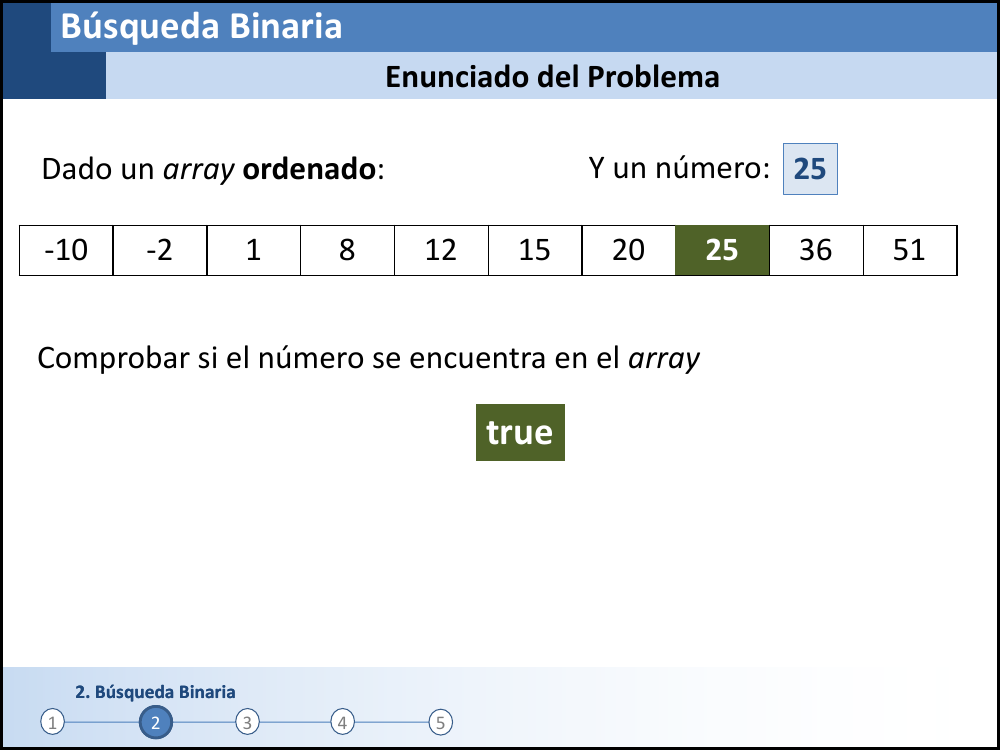 Búsqueda Binaria
Enunciado del Problema
Dado un array ordenado: Y un número: 25
-10 -2 1 8 12 15 20 25 36 51
Comprobar si el número se encuentra en el array
true
2. Búsqueda Binaria
1 2 3 4 5